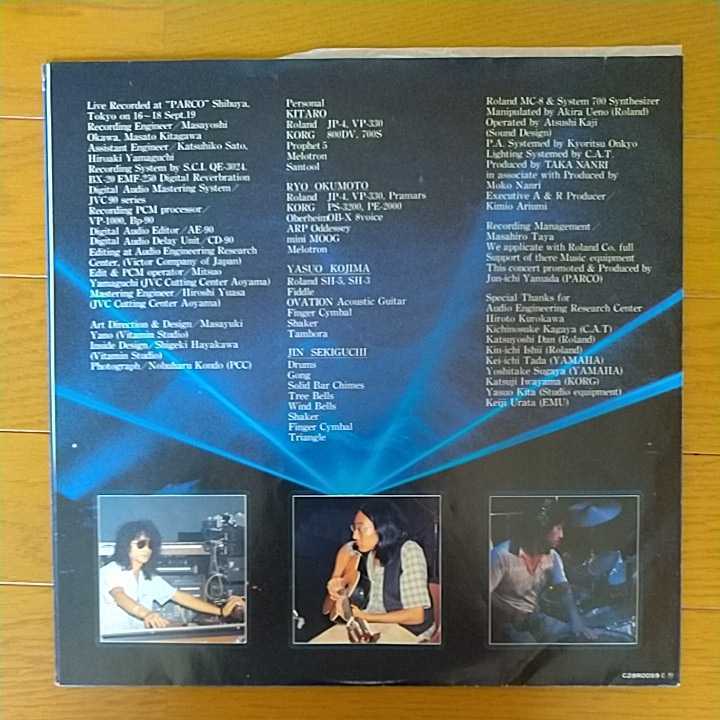 Live Recorded at "PARCO" Shibuya,
Tokyo on 16~18 Sept.19
Recording Engineer/Masayoshi
Okawa, Masato Kitagawa
Assistant Engineer/Katsuhiko Sato,
Hiroaki Yamaguchi
Recording System by S.C.I. QE-3024,
BX-20 EMF-250 Digital Reverbration
Digital Audio Mastering System/
JVC90 series
Recording PCM processor/
VP-1000, Bp-90
Digital Audio Editor/AE-90
Digital Audio Delay Unit/CD-90
Editing at Audio Engineering Research
Center, (Victor Company of Japan)
Edit & PCM operator/Mitsuo
Yamaguchi (JVC Cutting Center Aoyama)
Mastering Engineer/Hiroshi Yuasa
(JVC Cutting Center Aoyama)
Art Direction & Design/Masayuki
Yano (Vitamin Studio)
Inside Design/Shigeki Hayakawa
(Vitamin Studio)
Photograph/Nobuharu Kondo (PCC)
Personal
KITARO
Roland JP-4, VP-330
KORG 800DV, 700S
Prophet 5
Melotron
Santool
RYO OKUMOTO
Roland JP-4, VP-330, Pramars
KORG PS-3200, PE-2000
OberheimOB-X 8voice
ARP Oddessey
mini MOOG
Melotron
YASUO KOJIMA
Roland SH-5, SH-3
Fiddle
OVATION Acoustic Guitar
Finger Cymbal
Shaker
Tambora
JIN SEKIGUCHI
Drums
Gong
Solid Bar Chimes
Tree Bells
Wind Bells
Shaker
Finger Cymbal
Triangle
Roland MC-8 & System 700 Synthesizer
Manipulated by Akira Ueno (Roland)
Operated by Atsushi Kaji
(Sound Design)
P.A. Systemed by Kyoritsu Onkyo
Lighting Systemed by C.A.T.
Produced by TAKA NANRI
in associate with Produced by
Moko Nanri
Executive A & R Producer/
Kimio Ariumi
Recording Management/
Masahiro Taya
We applicate with Roland Co. full
Support of there Music equipment
This concert promoted & Produced by
Jun-ichi Yamada (PARCO)
Special Thanks for
Audio Engineering Research Center
Hiroto Kurokawa
Kichinosuke Kagaya (C.A.T)
Katsuyoshi Dan (Roland)
Kin-ichi Ishii (Roland)
Kei-ichi Tada (YAMAHA)
Yoshitake Sugaya (YAMAHA)
Katsuji Iwayama (KORG)
Yasuo Kita (Studio equipment)
Keiji Urata (EMU)